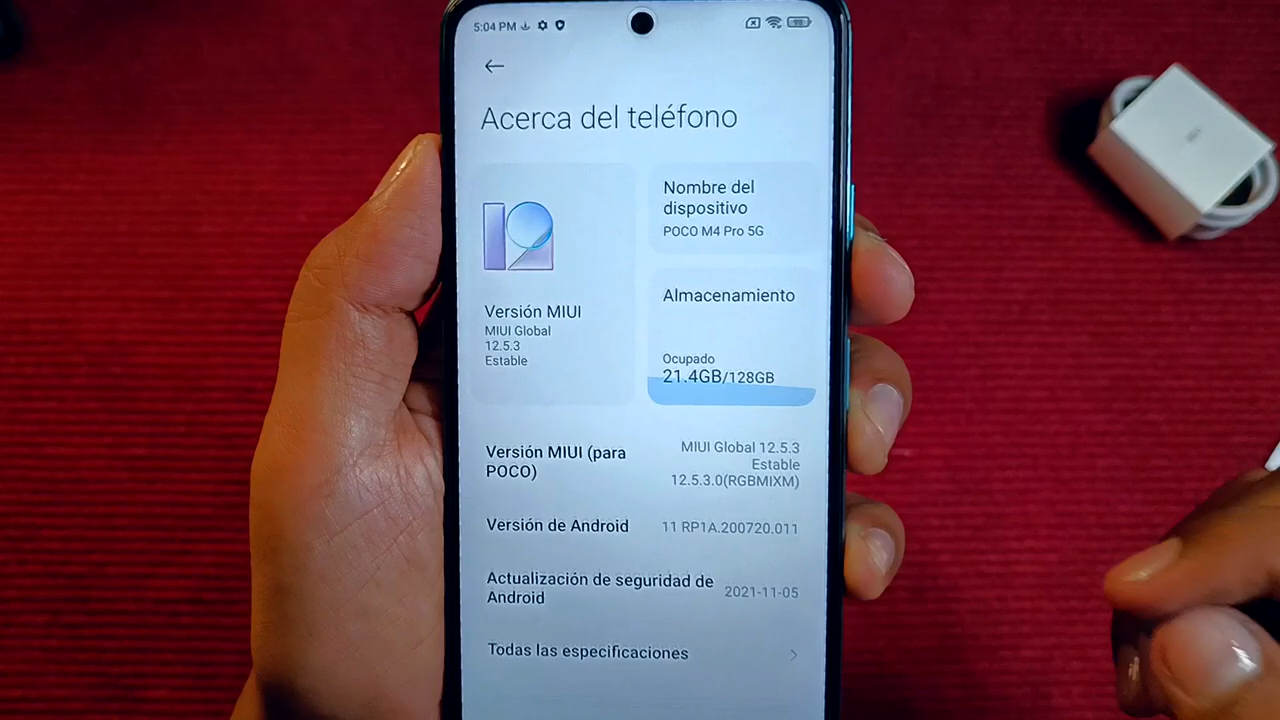 5:04 PM
98
Acerca del teléfono
Versión MIUI
MIUI Global
12.5.3
Estable
Nombre del
dispositivo
POCO M4 Pro 5G
Almacenamiento
Ocupado
21.4GB/128GB
Versión MIUI (para
POCO)
MIUI Global 12.5.3
Estable
12.5.3.0(RGBMIXM)
Versión de Android
11 RP1A.200720.011
Actualización de seguridad de
Android
2021-11-05
Todas las especificaciones